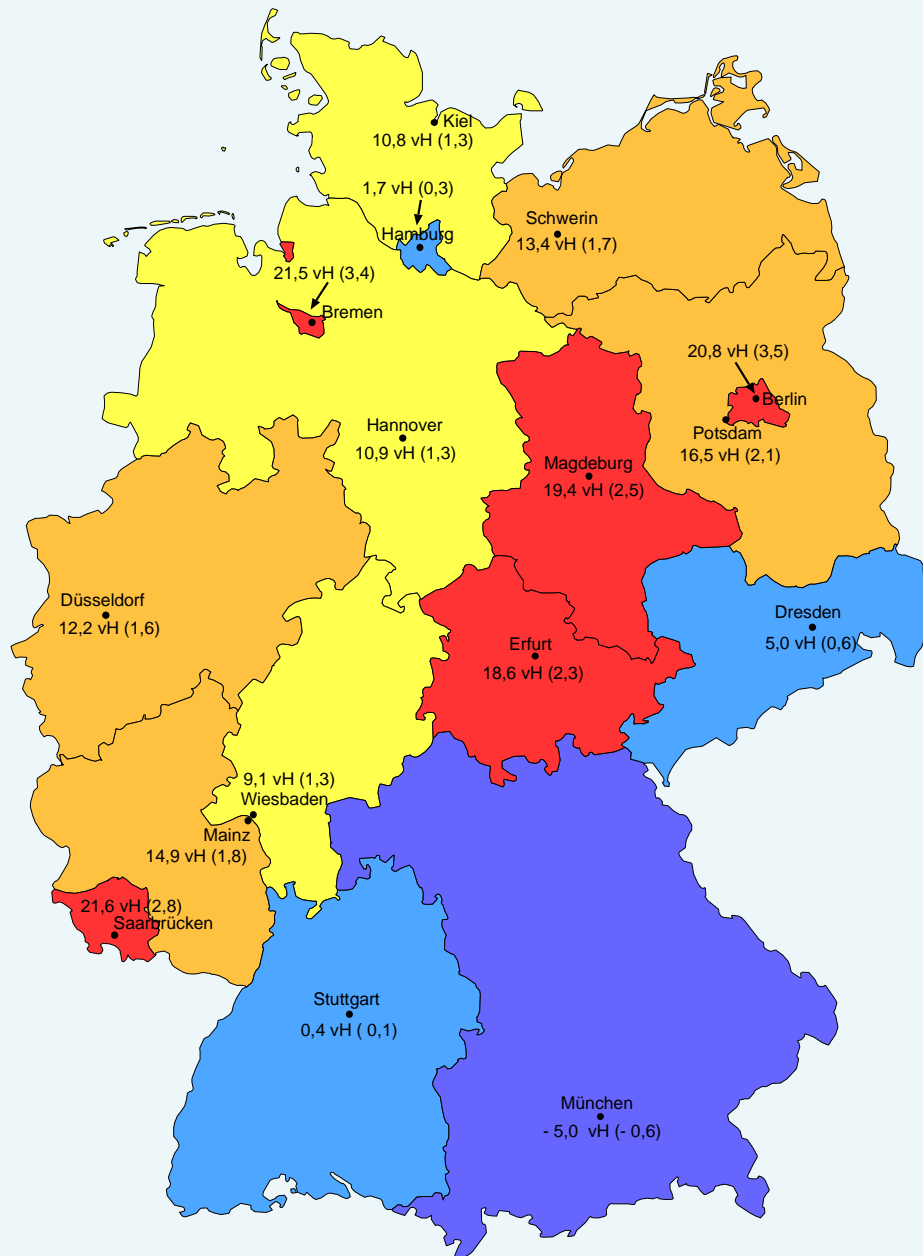 Kiel
10,8 vH (1,3)
1,7 vH (0,3)
Hamburg
Schwerin
13,4 vH (1,7)
21,5 vH (3,4)
Bremen
20,8 vH (3,5)
Berlin
Potsdam
16,5 vH (2,1)
Hannover
10,9 vH (1,3)
Magdeburg
19,4 vH (2,5)
Düsseldorf
12,2 vH (1,6)
Dresden
5,0 vH (0,6)
Erfurt
18,6 vH (2,3)
9,1 vH (1,3)
Wiesbaden
Mainz
14,9 vH (1,8)
21,6 vH (2,8)
Saarbrücken
Stuttgart
0,4 vH ( 0,1)
München
- 5,0 vH (- 0,6)